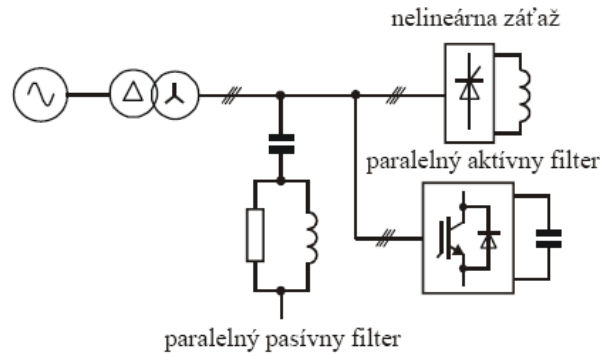 nelineárna záťaž
paralelný aktívny filter
paralelný pasívny filter